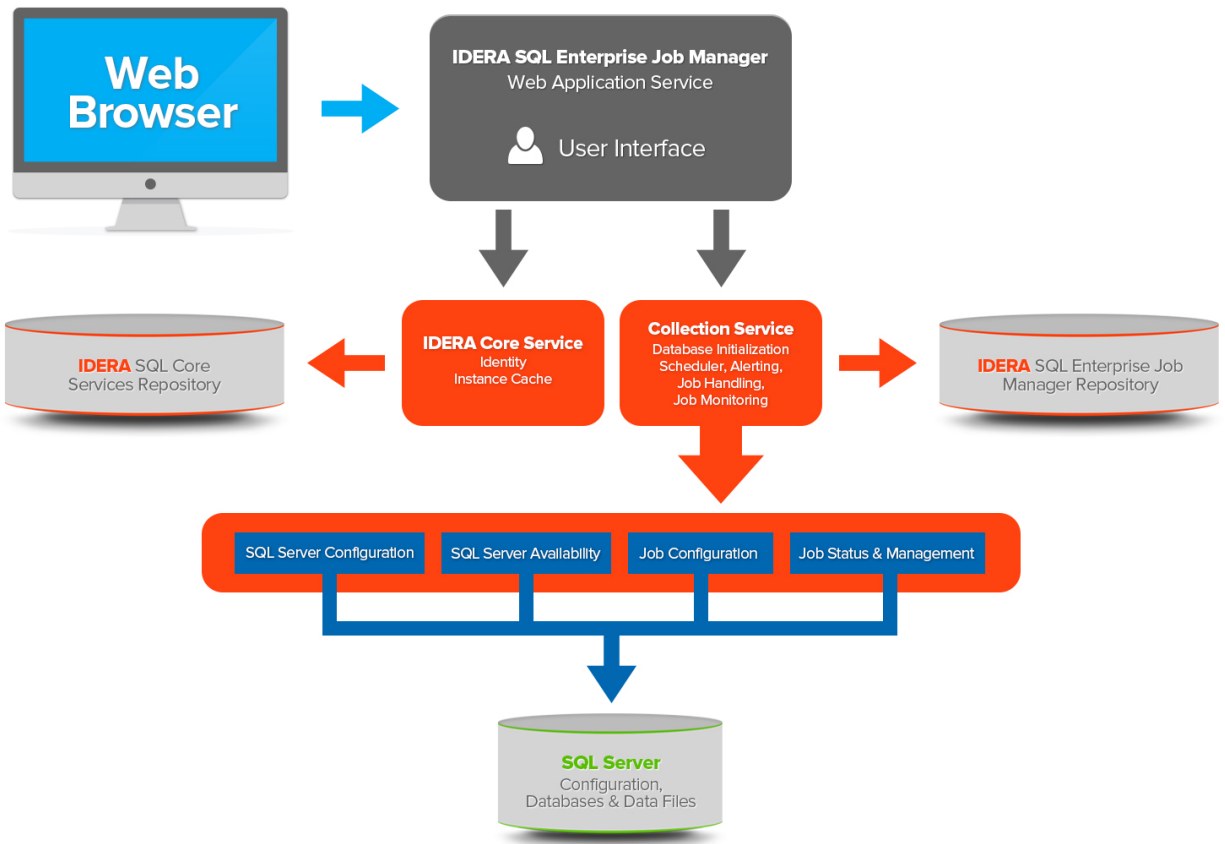 Web
Browser
IDERA SQL Enterprise Job Manager
Web Application Service
User Interface
IDERA SQL Core
Services Repository
IDERA Core Service
Identity
Instance Cache
Collection Service
Database Initialization
Scheduler, Alerting,
Job Handling,
Job Monitoring
IDERA SQL Enterprise Job
Manager Repository
SQL Server Configuration
SQL Server Availability
Job Configuration
Job Status & Management
SQL Server
Configuration,
Databases & Data Files